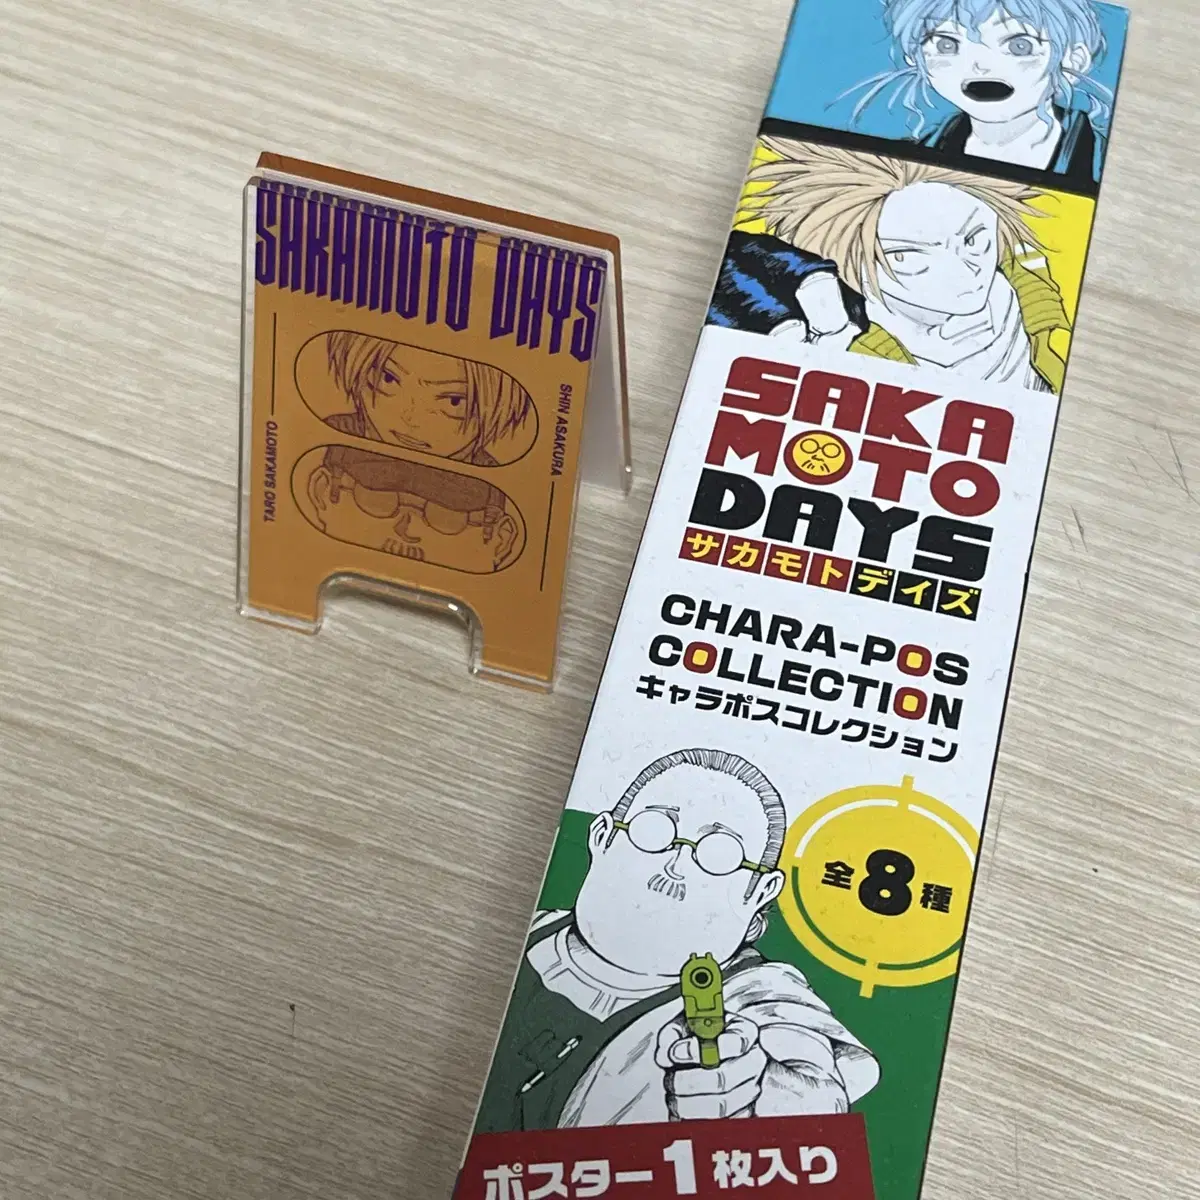 SAKAMOTO DAYS
SHIN ASAKURA
TARO SAKAMOTO
SAKA
MOTO
DAYS
サカモトデイズ
CHARA-POS
COLLECTION
キャラポスコレクション
全8種
ポスター1枚入り